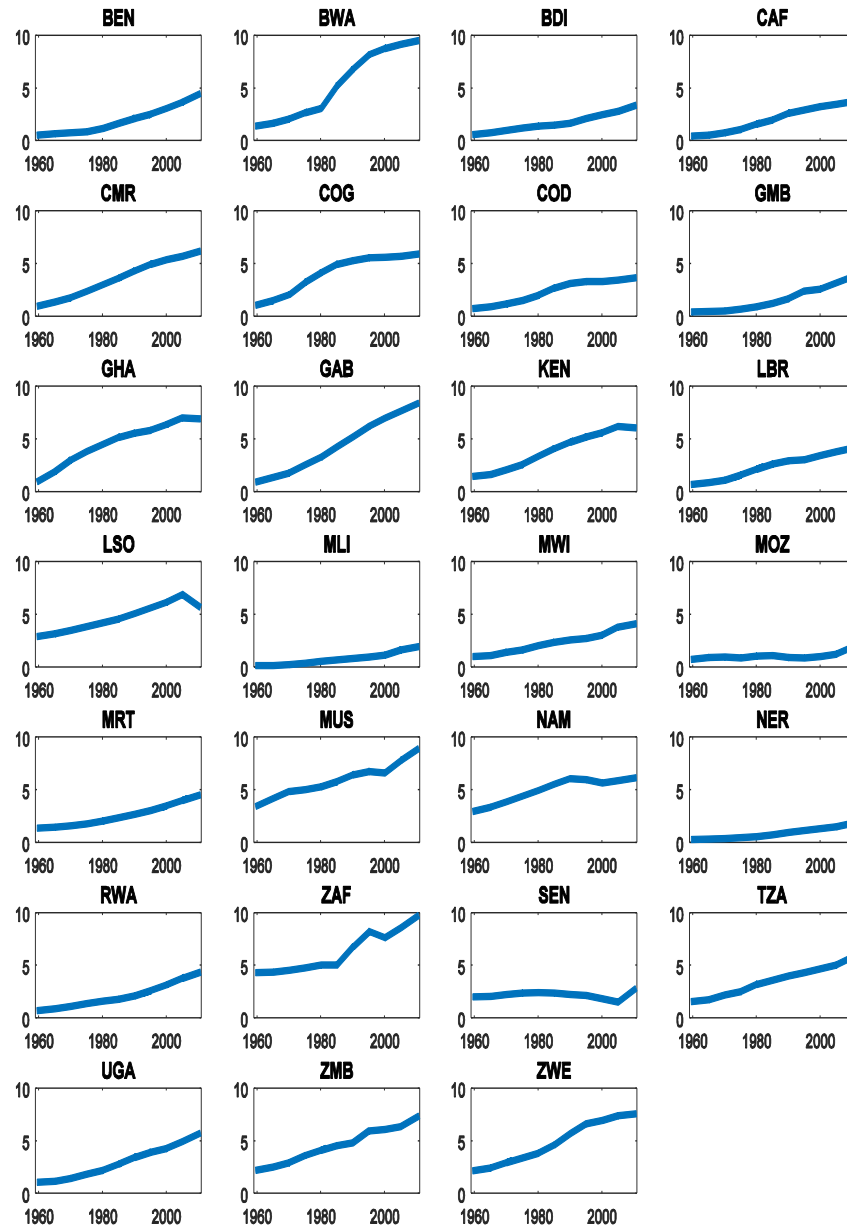 BEN BWA BDI CAF
10 10 10 10
5 5 5 5
0 0 0 0
1960 1980 2000 1960 1980 2000 1960 1980 2000 1960 1980 2000
CMR COG COD GMB
10 10 10 10
5 5 5 5
0 0 0 0
1960 1980 2000 1960 1980 2000 1960 1980 2000 1960 1980 2000
GHA GAB KEN LBR
10 10 10 10
5 5 5 5
0 0 0 0
1960 1980 2000 1960 1980 2000 1960 1980 2000 1960 1980 2000
LSO MLI MWI MOZ
10 10 10 10
5 5 5 5
0 0 0 0
1960 1980 2000 1960 1980 2000 1960 1980 2000 1960 1980 2000
MRT MUS NAM NER
10 10 10 10
5 5 5 5
0 0 0 0
1960 1980 2000 1960 1980 2000 1960 1980 2000 1960 1980 2000
RWA ZAF SEN TZA
10 10 10 10
5 5 5 5
0 0 0 0
1960 1980 2000 1960 1980 2000 1960 1980 2000 1960 1980 2000
UGA ZMB ZWE
10 10 10
5 5 5
0 0 0
1960 1980 2000 1960 1980 2000 1960 1980 2000